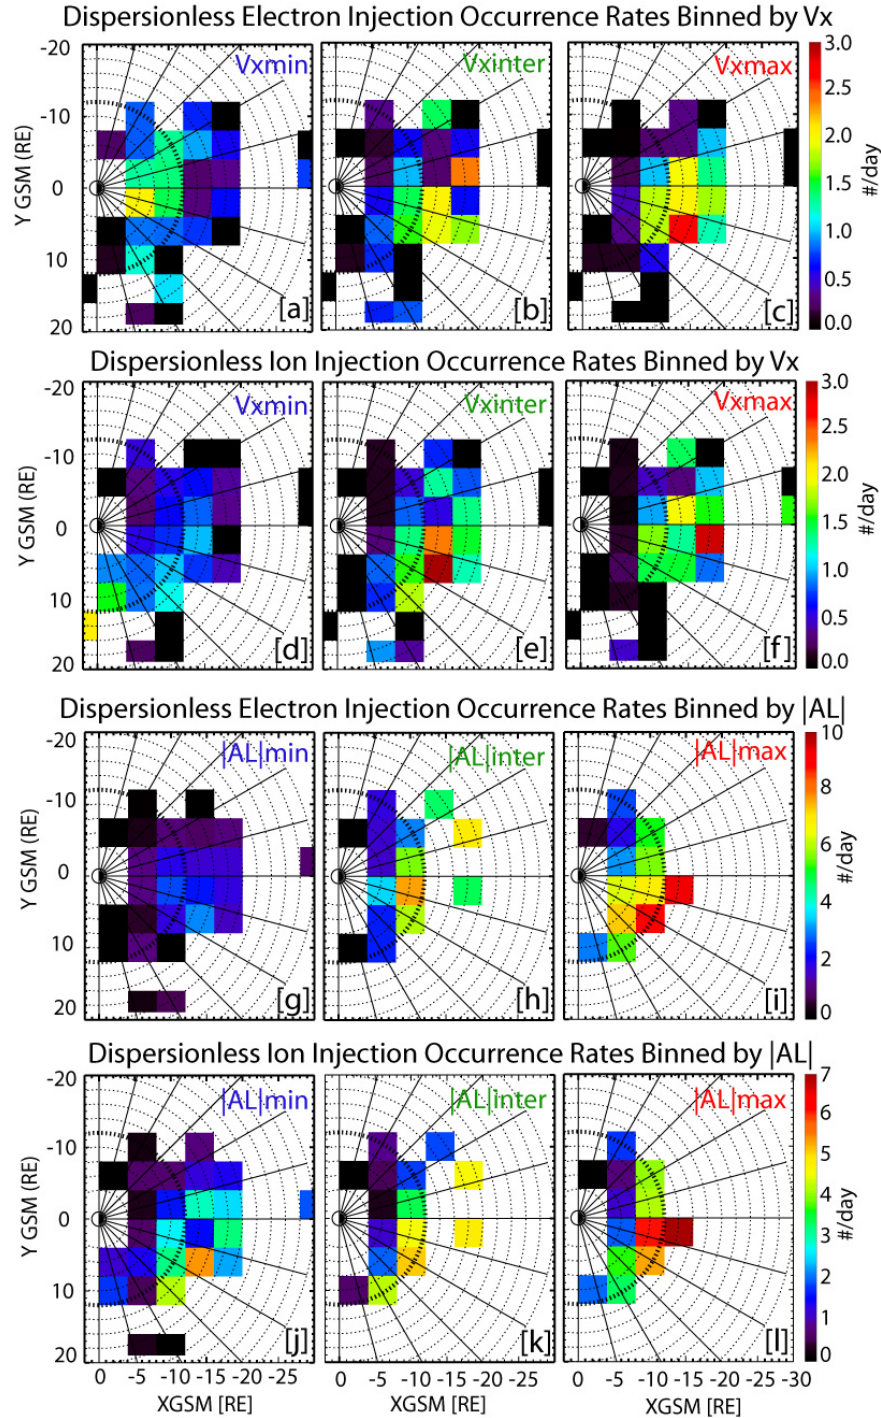 Dispersionless Electron Injection Occurrence Rates Binned by Vx
-20
-10
0
10
20
Y GSM (RE)
Vxmin
[a]
Vxinter
[b]
Vxmax
[c]
3.0
2.5
2.0
1.5
1.0
0.5
0.0
#/day
Dispersionless Ion Injection Occurrence Rates Binned by Vx
-20
-10
0
10
20
Y GSM (RE)
Vxmin
[d]
Vxinter
[e]
Vxmax
[f]
3.0
2.5
2.0
1.5
1.0
0.5
0.0
#/day
Dispersionless Electron Injection Occurrence Rates Binned by |AL|
-20
-10
0
10
20
Y GSM (RE)
|AL|min
[g]
|AL|inter
[h]
|AL|max
[i]
10
8
6
4
2
0
#/day
Dispersionless Ion Injection Occurrence Rates Binned by |AL|
-20
-10
0
10
20
Y GSM (RE)
|AL|min
[j]
|AL|inter
[k]
|AL|max
[l]
7
6
5
4
3
2
1
0
#/day
0 -5 -10 -15 -20 -25
0 -5 -10 -15 -20 -25
0 -5 -10 -15 -20 -25 -30
XGSM [RE]
XGSM [RE]
XGSM [RE]